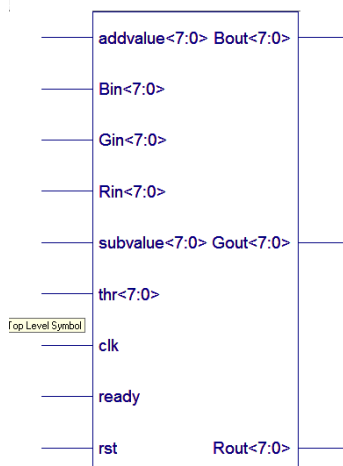 addvalue<7:0> Bout<7:0>
Bin<7:0>
Gin<7:0>
Rin<7:0>
subvalue<7:0> Gout<7:0>
thr<7:0>
Top Level Symbol
clk
ready
rst Rout<7:0>